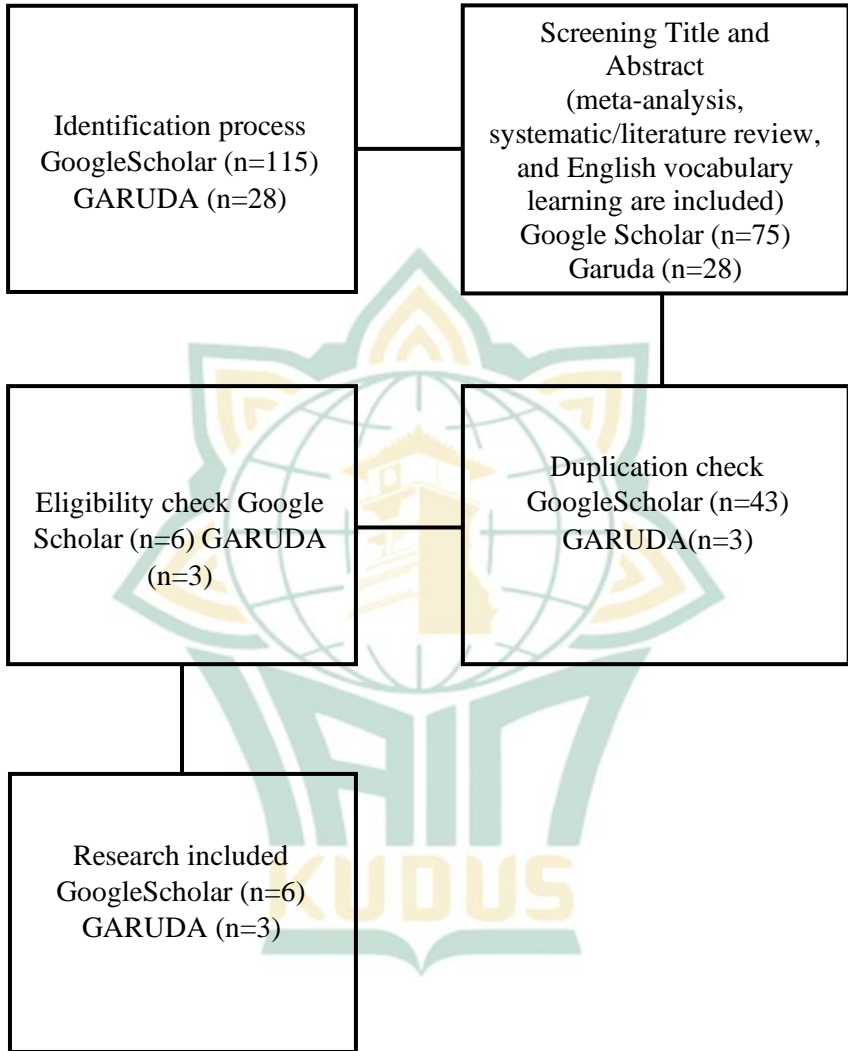 Identification process
GoogleScholar (n=115)
GARUDA (n=28)
Screening Title and
Abstract
(meta-analysis,
systematic/literature review,
and English vocabulary
learning are included)
Google Scholar (n=75)
Garuda (n=28)
Duplication check
GoogleScholar (n=43)
GARUDA(n=3)
Eligibility check Google
Scholar (n=6) GARUDA
(n=3)
Research included
GoogleScholar (n=6)
GARUDA (n=3)
IAIN
KUDUS